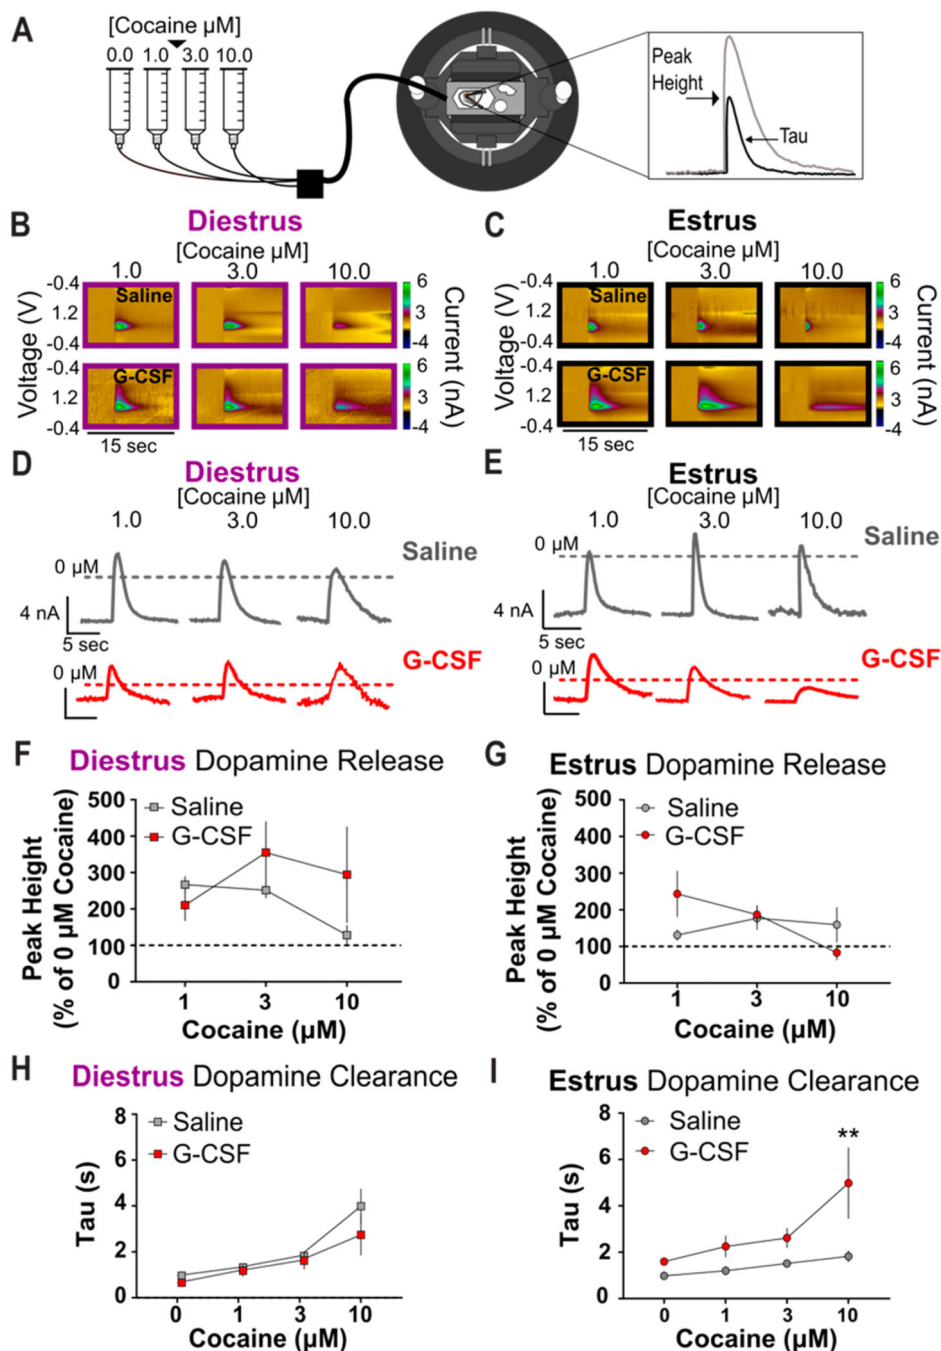 A
[Cocaine µM]
0.0 1.0 3.0 10.0
Peak
Height
Tau
B Diestrus
[Cocaine µM]
1.0 3.0 10.0
-0.4
1.2
-0.4
Voltage (V)
Saline
6
3
-4
Current (nA)
G-CSF
-0.4
1.2
-0.4
6
3
-4
15 sec
C Estrus
[Cocaine µM]
1.0 3.0 10.0
-0.4
1.2
-0.4
Voltage (V)
Saline
6
3
-4
Current (nA)
G-CSF
1.2
-0.4
6
3
-4
15 sec
D Diestrus
[Cocaine µM]
1.0 3.0 10.0
Saline
0 µM
4 nA
5 sec
G-CSF
0 µM
E Estrus
[Cocaine µM]
1.0 3.0 10.0
0 µM
Saline
4 nA
5 sec
G-CSF
0 µM
F Diestrus Dopamine Release
Peak Height
(% of 0 µM Cocaine)
500
400
300
200
100
0
Saline
G-CSF
1 3 10
Cocaine (µM)
G Estrus Dopamine Release
Peak Height
(% of 0 µM Cocaine)
500
400
300
200
100
0
Saline
G-CSF
1 3 10
Cocaine (µM)
H Diestrus Dopamine Clearance
Tau (s)
8
6
4
2
0
Saline
G-CSF
0 1 3 10
Cocaine (µM)
I Estrus Dopamine Clearance
Tau (s)
8
6
4
2
0
Saline
G-CSF
**
0 1 3 10
Cocaine (µM)